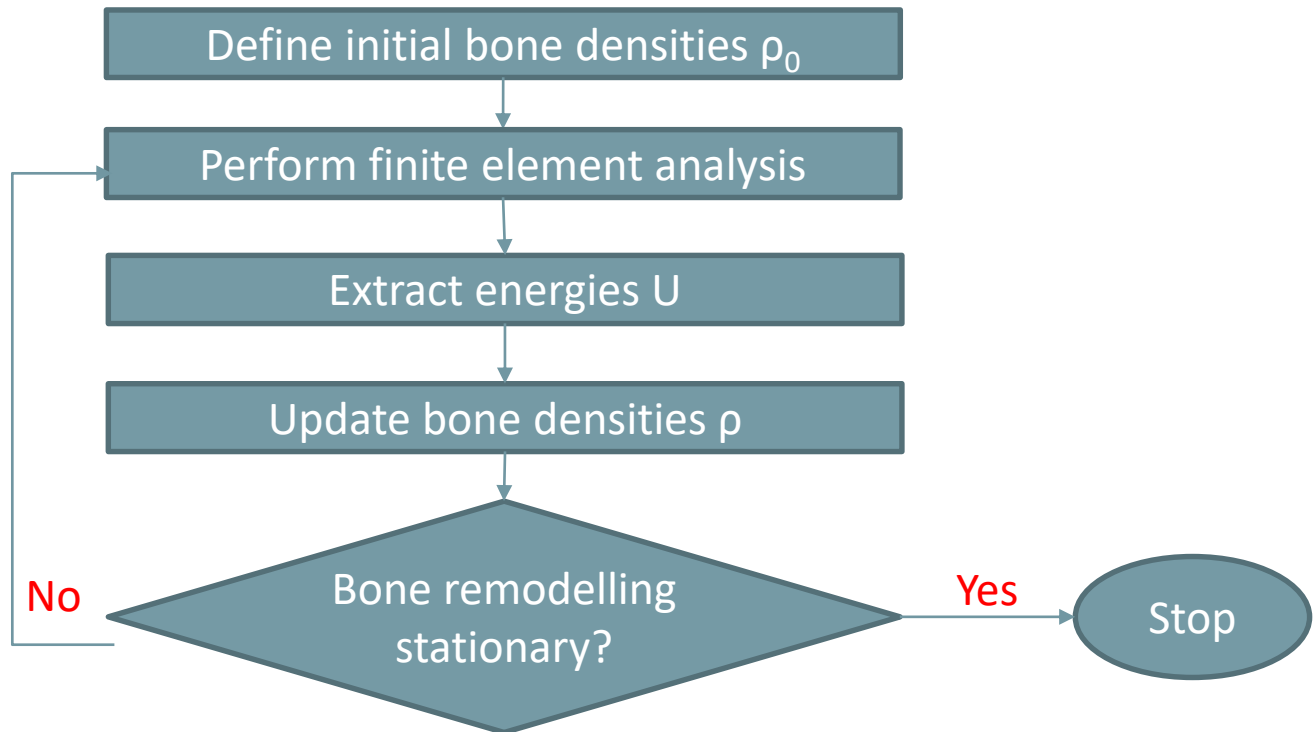 Define initial bone densities ρ₀
Perform finite element analysis
Extract energies U
Update bone densities ρ
Bone remodelling
stationary?
No
Yes
Stop